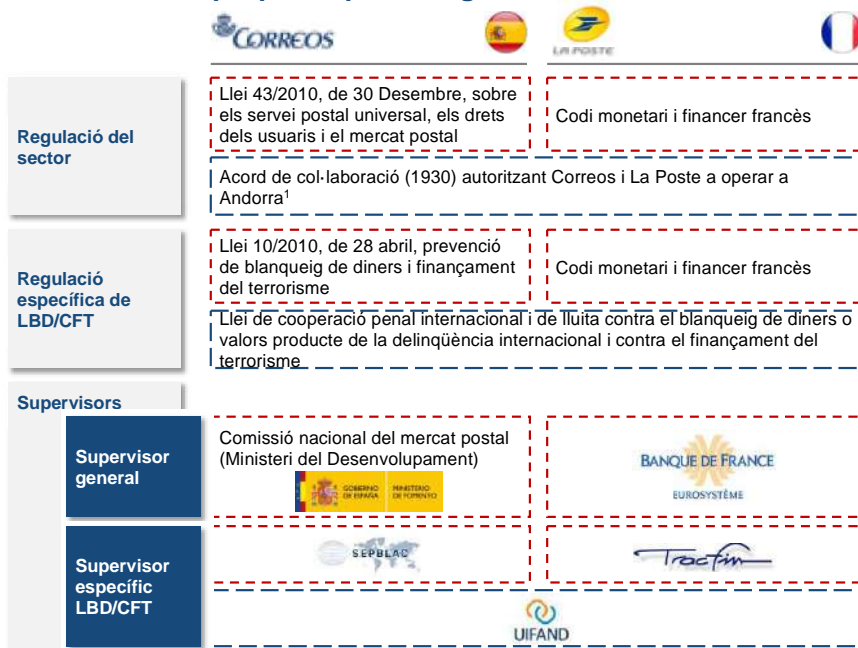 CORREOS
LA POSTE
Regulació del
sector
Llei 43/2010, de 30 Desembre, sobre
els servei postal universal, els drets
dels usuaris i el mercat postal
Codi monetari i financer francès
Acord de col·laboració (1930) autoritzant Correos i La Poste a operar a
Andorra1
Regulació
específica de
LBD/CFT
Llei 10/2010, de 28 abril, prevenció
de blanqueig de diners i finançament
del terrorisme
Codi monetari i financer francès
Llei de cooperació penal internacional i de lluita contra el blanqueig de diners o
valors producte de la delinqüència internacional i contra el finançament del
terrorisme
Supervisors
Supervisor
general
Comissió nacional del mercat postal
(Ministeri del Desenvolupament)
GOBIERNO
DE ESPAÑA
MINISTERIO
DE FOMENTO
BANQUE DE FRANCE
EUROSYSTÈME
Supervisor
específic
LBD/CFT
SEPBLAC
Tracfin
UIFAND